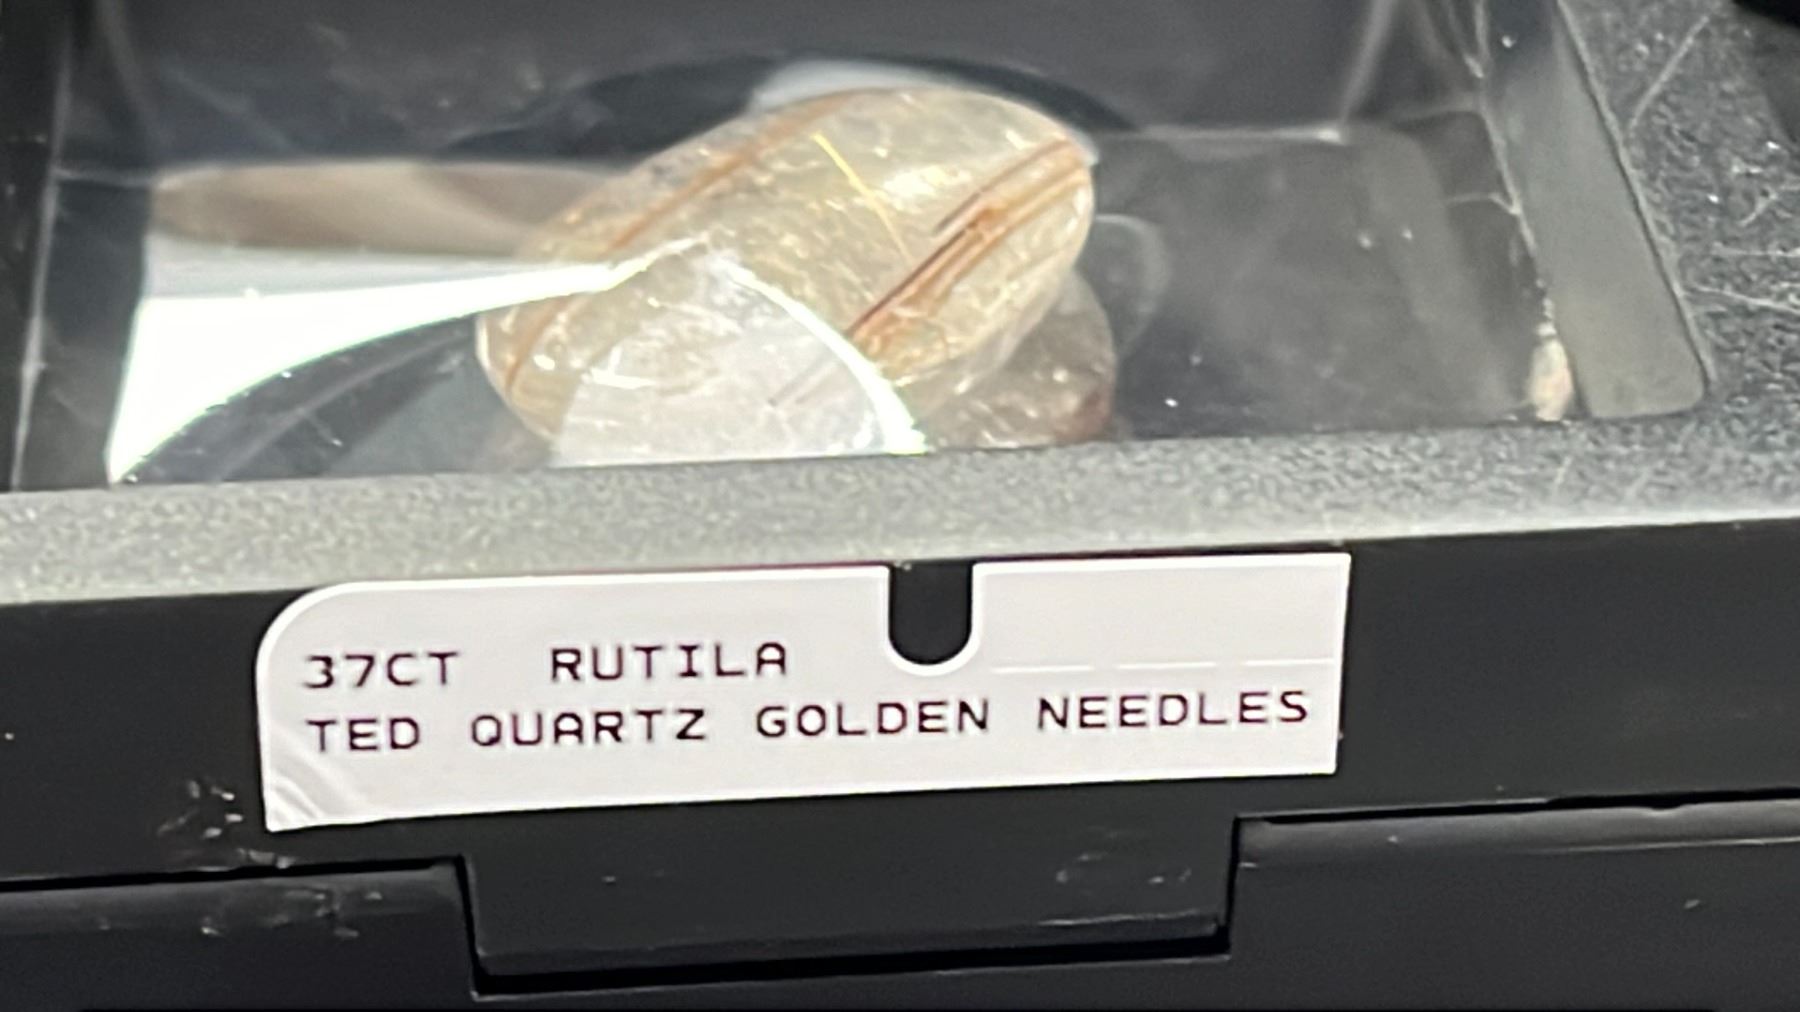 37CT RUTILA
TED QUARTZ GOLDEN NEEDLES